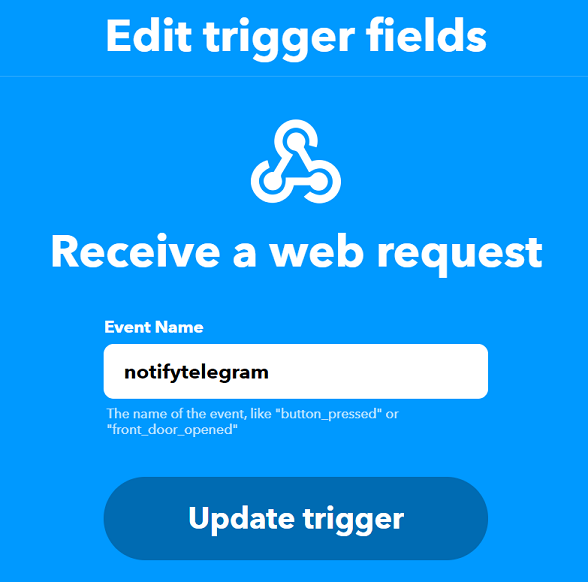 Edit trigger fields
Receive a web request
Event Name
notifytelegram
The name of the event, like "button_pressed" or
"front_door_opened"
Update trigger